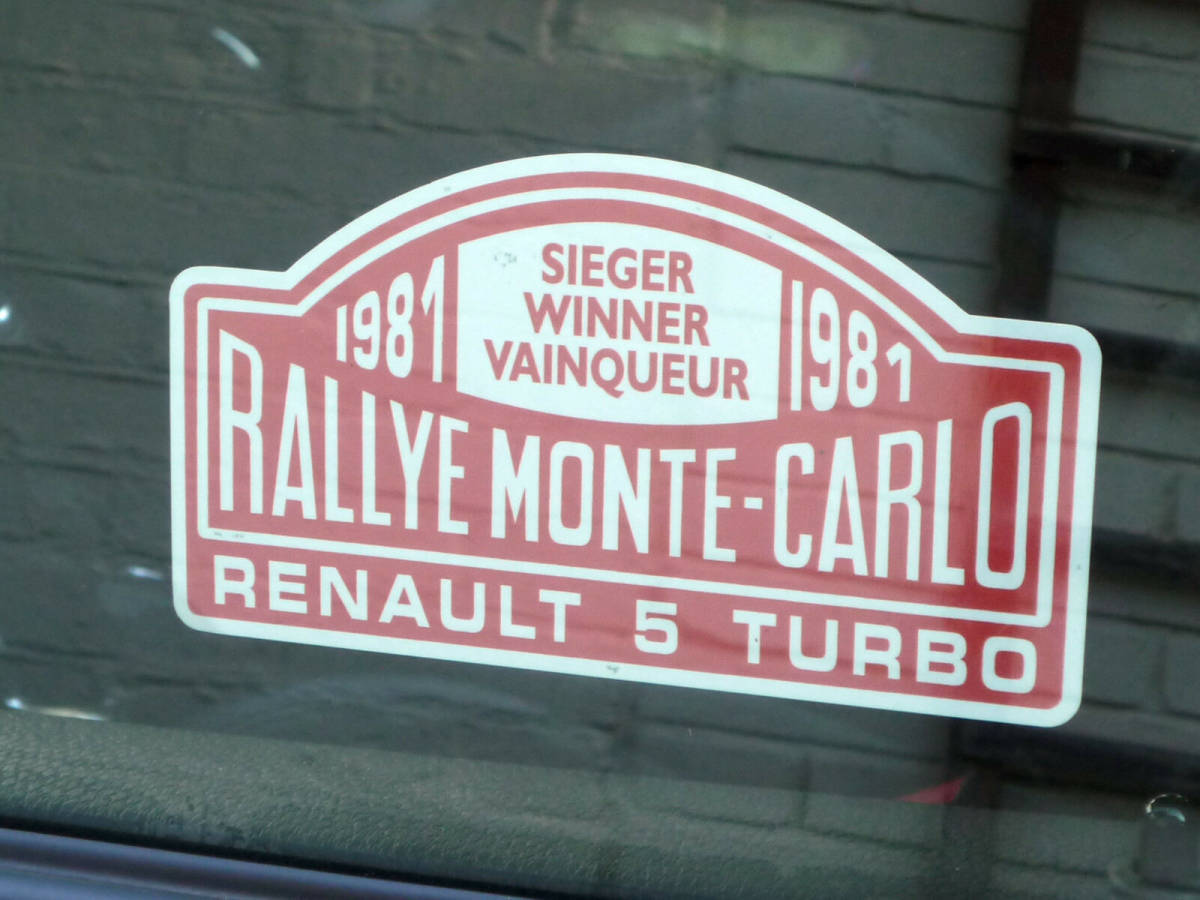 SIEGER
WINNER
VAINQUEUR
1981 1981
RALLYE MONTE-CARLO
RENAULT 5 TURBO